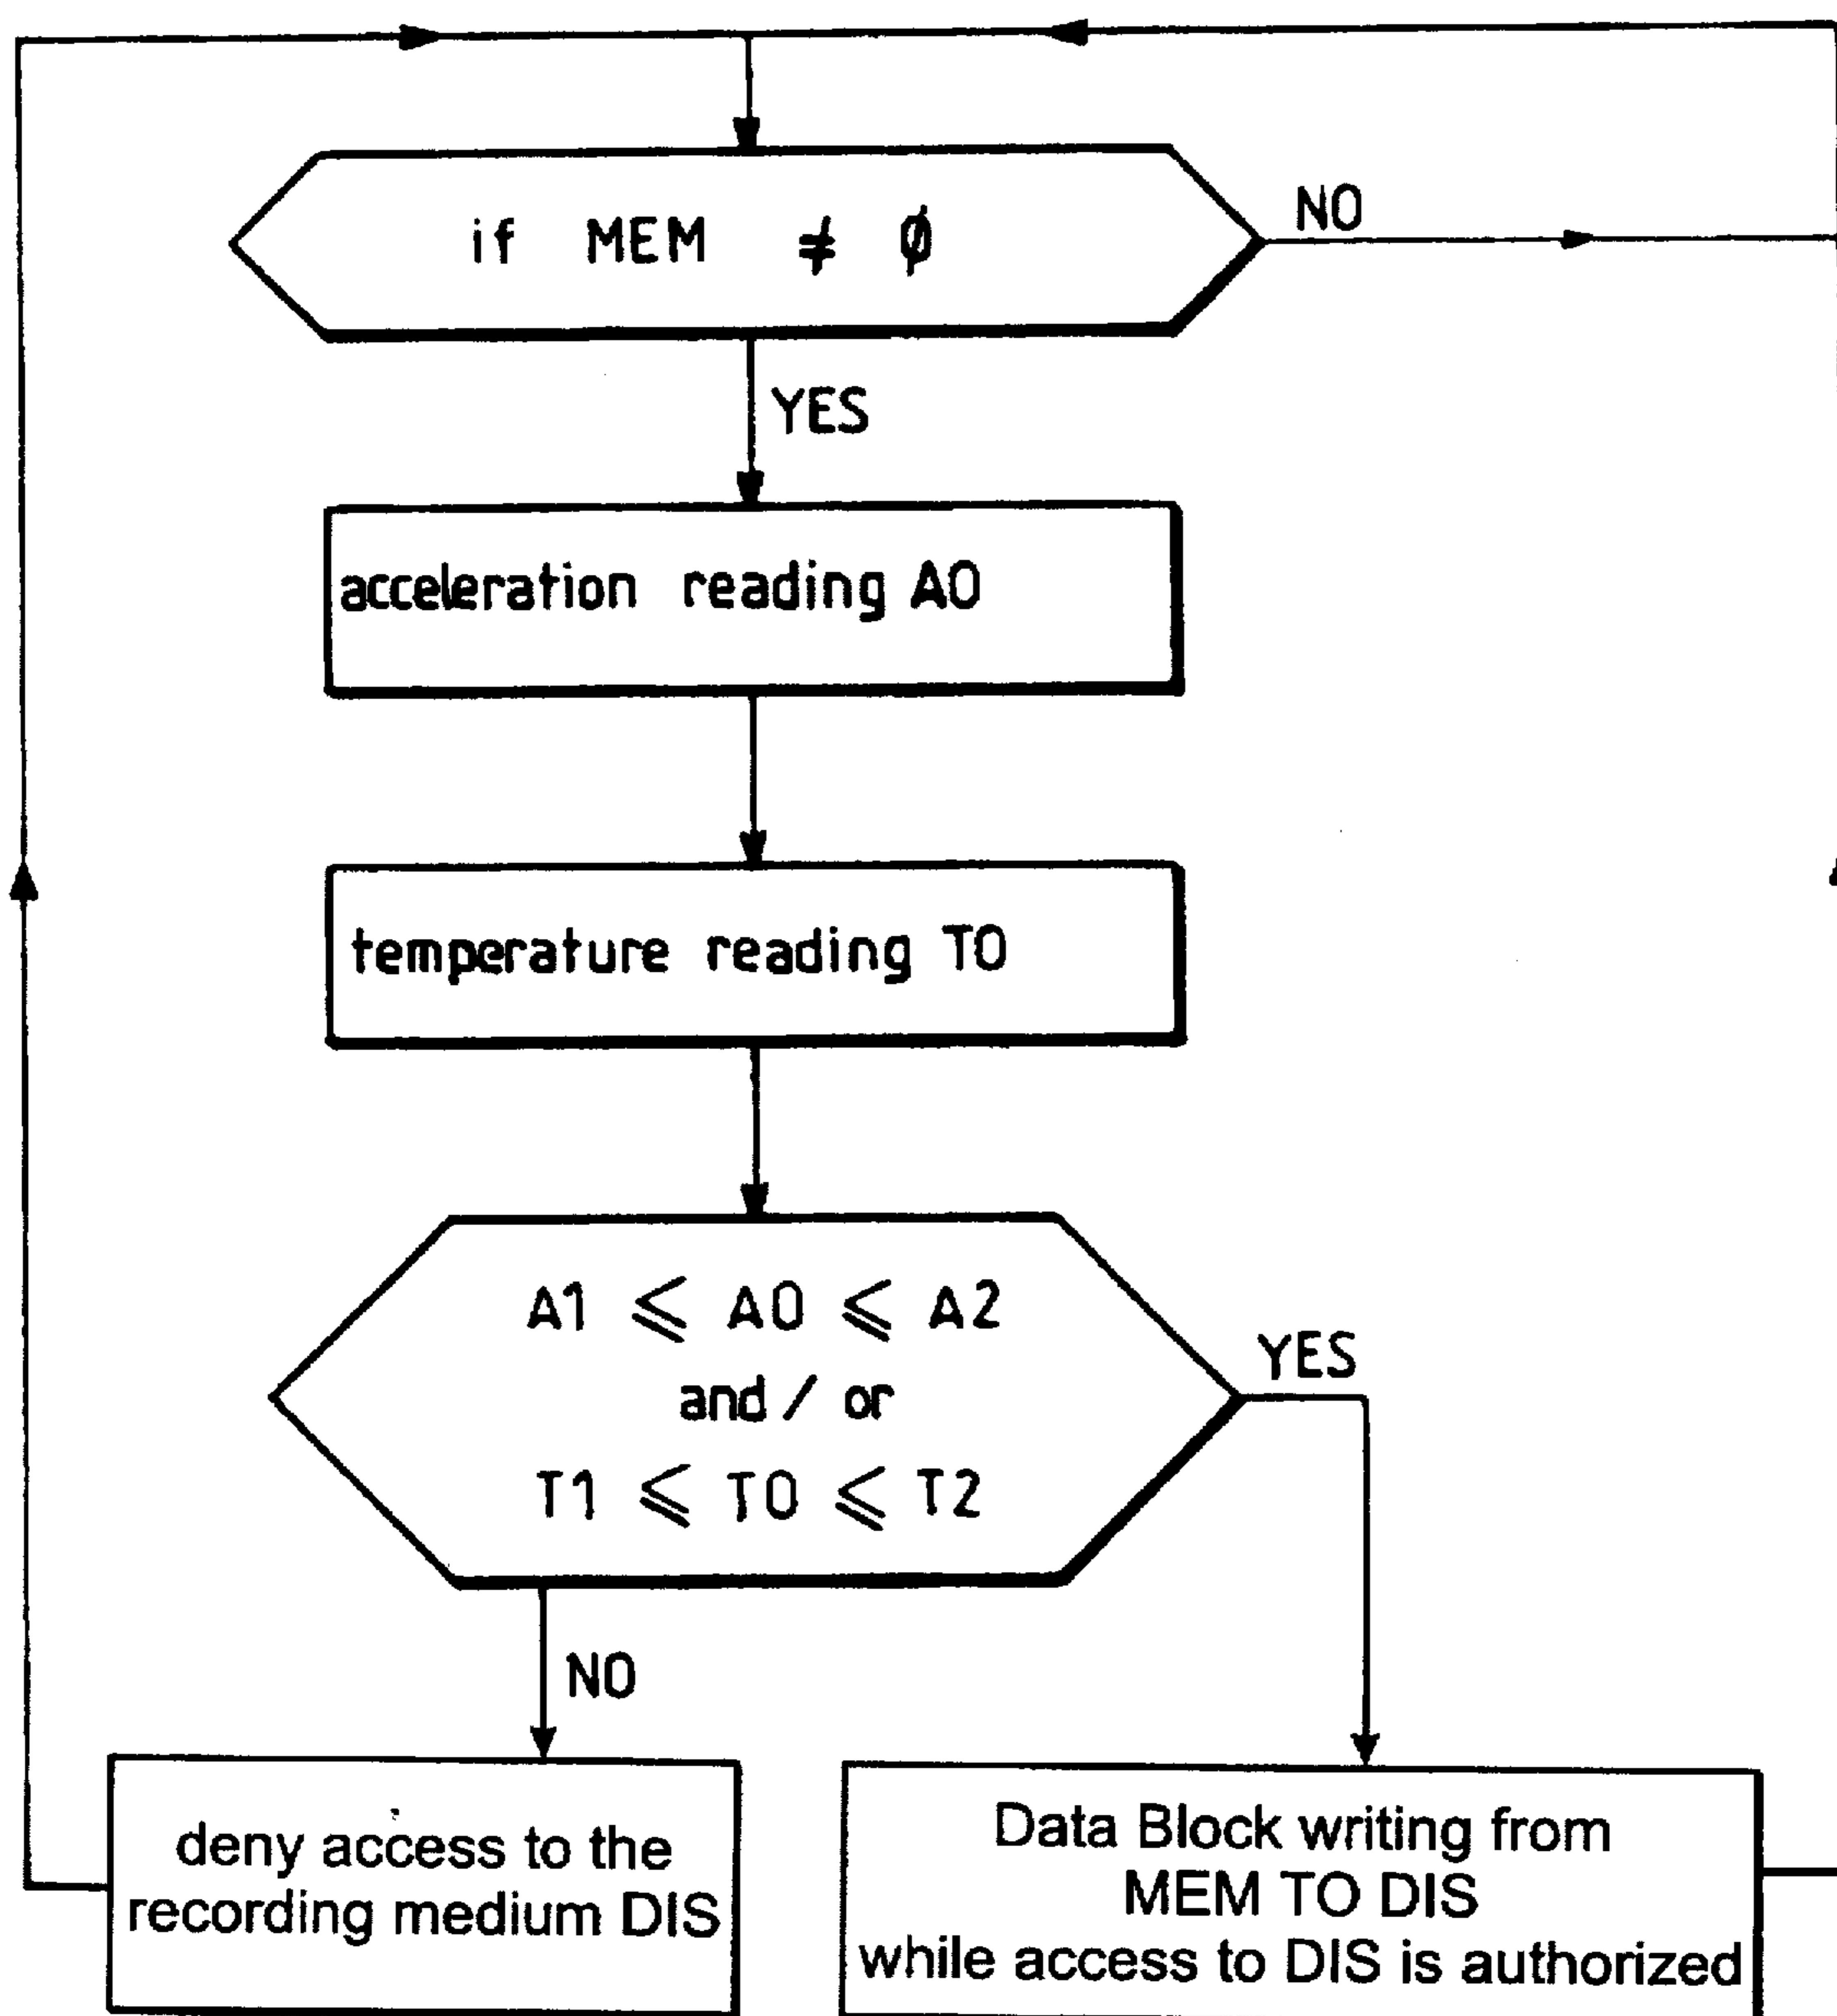 if MEM ≠ Ø
NO
YES
acceleration reading A0
temperature reading T0
A1 ⩽ A0 ⩽ A2
and / or
T1 ⩽ T0 ⩽ T2
YES
NO
deny access to the
recording medium DIS
Data Block writing from
MEM TO DIS
while access to DIS is authorized